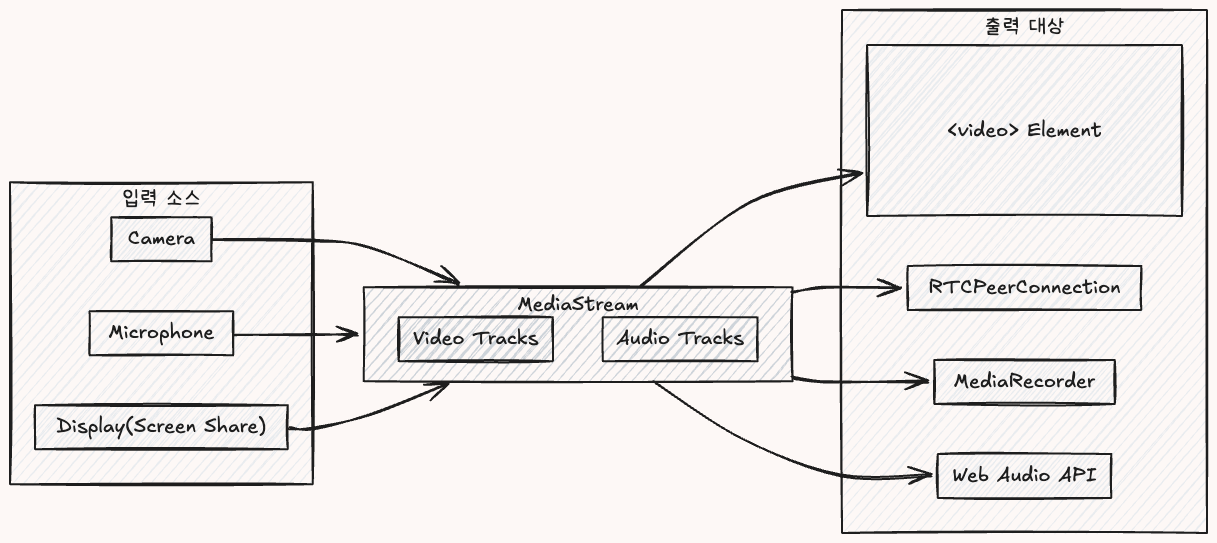 입력 소스
Camera
Microphone
Display(Screen Share)
MediaStream
Video Tracks
Audio Tracks
출력 대상
<video> Element
RTCPeerConnection
MediaRecorder
Web Audio API